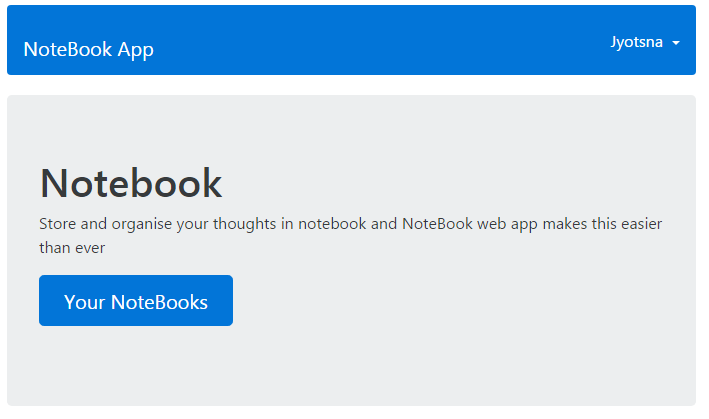 NoteBook App
Jyotsna
Notebook
Store and organise your thoughts in notebook and NoteBook web app makes this easier
than ever
Your NoteBooks